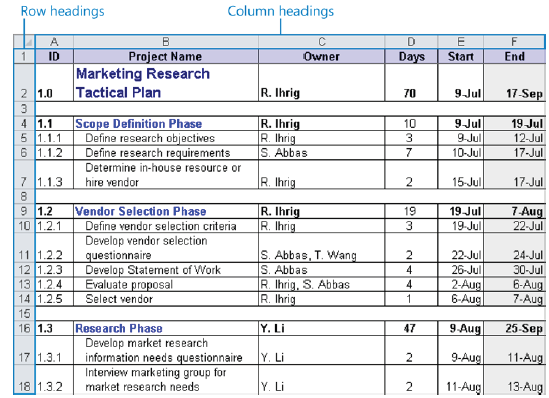 Row headings Column headings
A B C D E F
1 ID Project Name Owner Days Start End
Marketing Research
2 1.0 Tactical Plan R. Ihrig 70 9-Jul 17-Sep
3
4 1.1 Scope Definition Phase R. Ihrig 10 9-Jul 19-Jul
5 1.1.1 Define research objectives R. Ihrig 3 9-Jul 12-Jul
6 1.1.2 Define research requirements S. Abbas 7 10-Jul 17-Jul
Determine in-house resource or
7 1.1.3 hire vendor R. Ihrig 2 15-Jul 17-Jul
8
9 1.2 Vendor Selection Phase R. Ihrig 19 19-Jul 7-Aug
10 1.2.1 Define vendor selection criteria R. Ihrig 3 19-Jul 22-Jul
Develop vendor selection
11 1.2.2 questionnaire S. Abbas, T. Wang 2 22-Jul 24-Jul
12 1.2.3 Develop Statement of Work S. Abbas 4 26-Jul 30-Jul
13 1.2.4 Evaluate proposal R. Ihrig, S. Abbas 4 2-Aug 6-Aug
14 1.2.5 Select vendor R. Ihrig 1 6-Aug 7-Aug
15
16 1.3 Research Phase Y. Li 47 9-Aug 25-Sep
Develop market research
17 1.3.1 information needs questionnaire Y. Li 2 9-Aug 11-Aug
Interview marketing group for
18 1.3.2 market research needs Y. Li 2 11-Aug 13-Aug